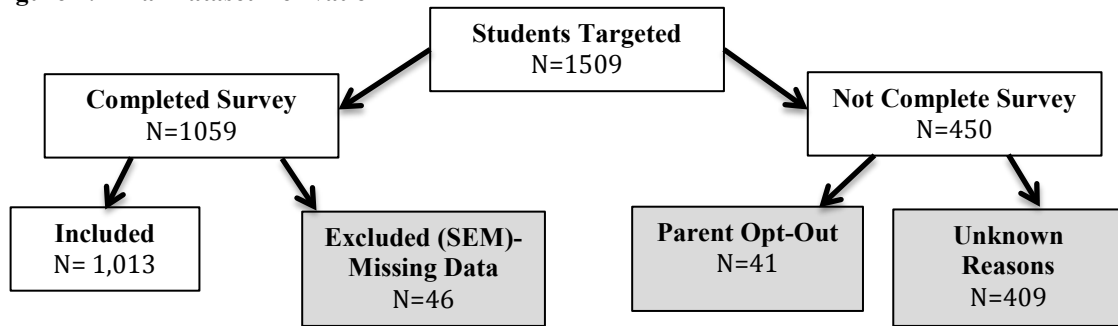 Students Targeted
N=1509
Completed Survey
N=1059
Not Complete Survey
N=450
Included
N= 1,013
Excluded (SEM)-
Missing Data
N=46
Parent Opt-Out
N=41
Unknown
Reasons
N=409